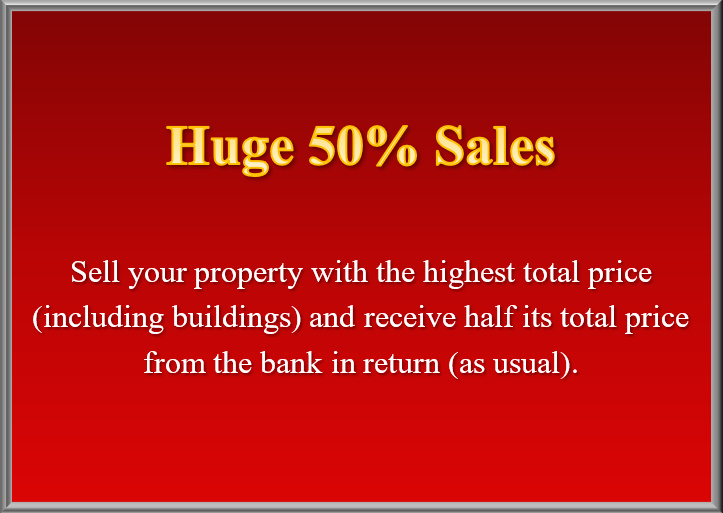 Huge 50% Sales
Sell your property with the highest total price
(including buildings) and receive half its total price
from the bank in return (as usual).